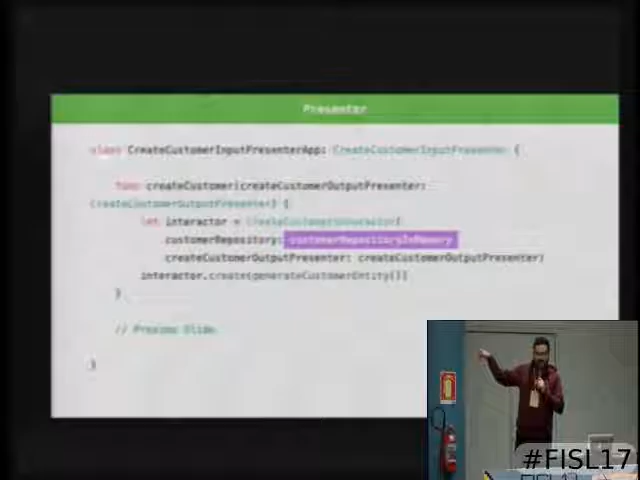 Presenter
class CreateCustomerInputPresenterApp: CreateCustomerInputPresenter {
func createCustomer(createCustomerOutputPresenter:
CreateCustomerOutputPresenter) {
let interactor = CreateCustomerInteractor(
customerRepository: customerRepositoryInMemory
createCustomerOutputPresenter: createCustomerOutputPresenter)
interactor.create(generateCustomerEntity())
}
// Proximo Slide
}
#FISL17